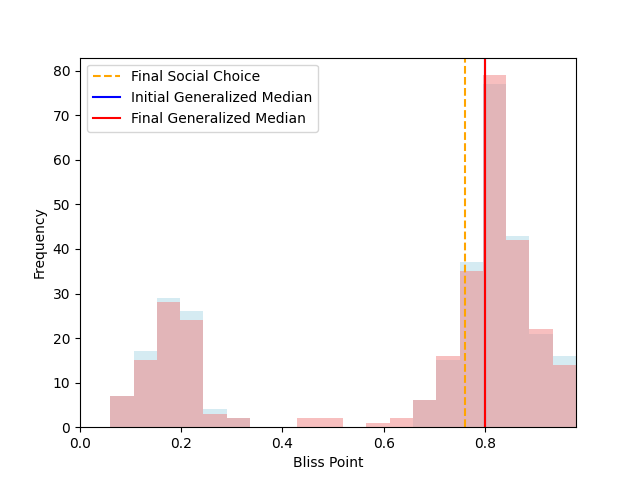 Final Social Choice
Initial Generalized Median
Final Generalized Median
80
70
60
50
40
30
20
10
0
Frequency
0.0 0.2 0.4 0.6 0.8
Bliss Point